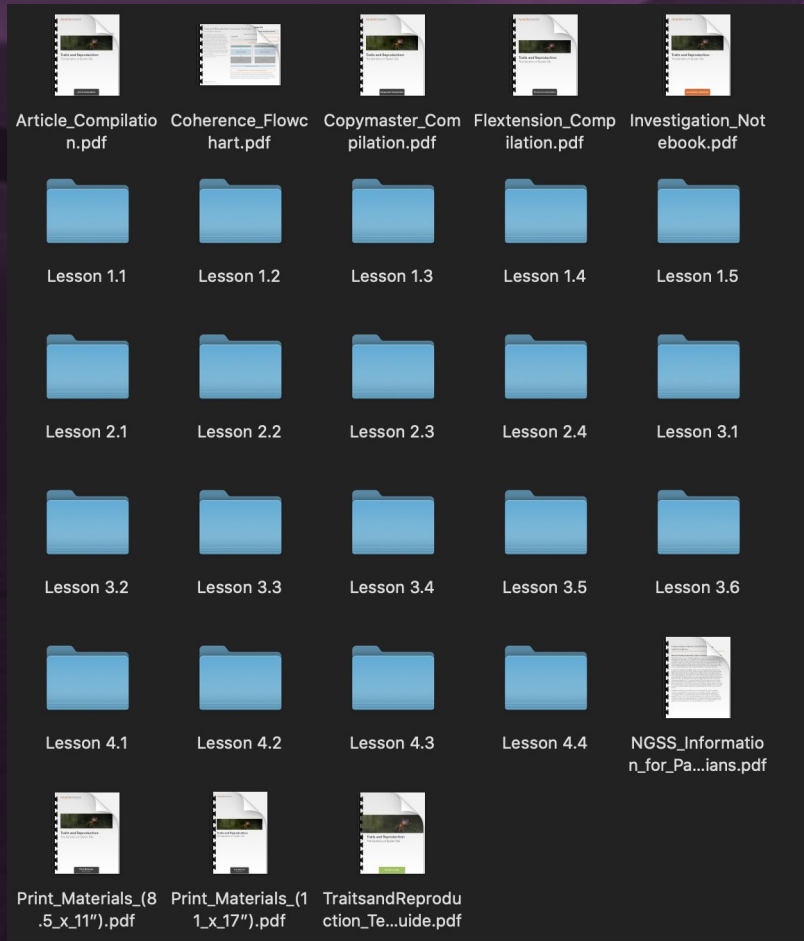 Article_Compilatio
n.pdf
Coherence_Flowc
hart.pdf
Copymaster_Com
pilation.pdf
Flextension_Comp
ilation.pdf
Investigation_Not
ebook.pdf
Lesson 1.1
Lesson 1.2
Lesson 1.3
Lesson 1.4
Lesson 1.5
Lesson 2.1
Lesson 2.2
Lesson 2.3
Lesson 2.4
Lesson 3.1
Lesson 3.2
Lesson 3.3
Lesson 3.4
Lesson 3.5
Lesson 3.6
Lesson 4.1
Lesson 4.2
Lesson 4.3
Lesson 4.4
NGSS_Informatio
n_for_Pa...ians.pdf
Print_Materials_(8
.5_x_11”).pdf
Print_Materials_(1
1_x_17”).pdf
TraitsandReprodu
ction_Te...uide.pdf